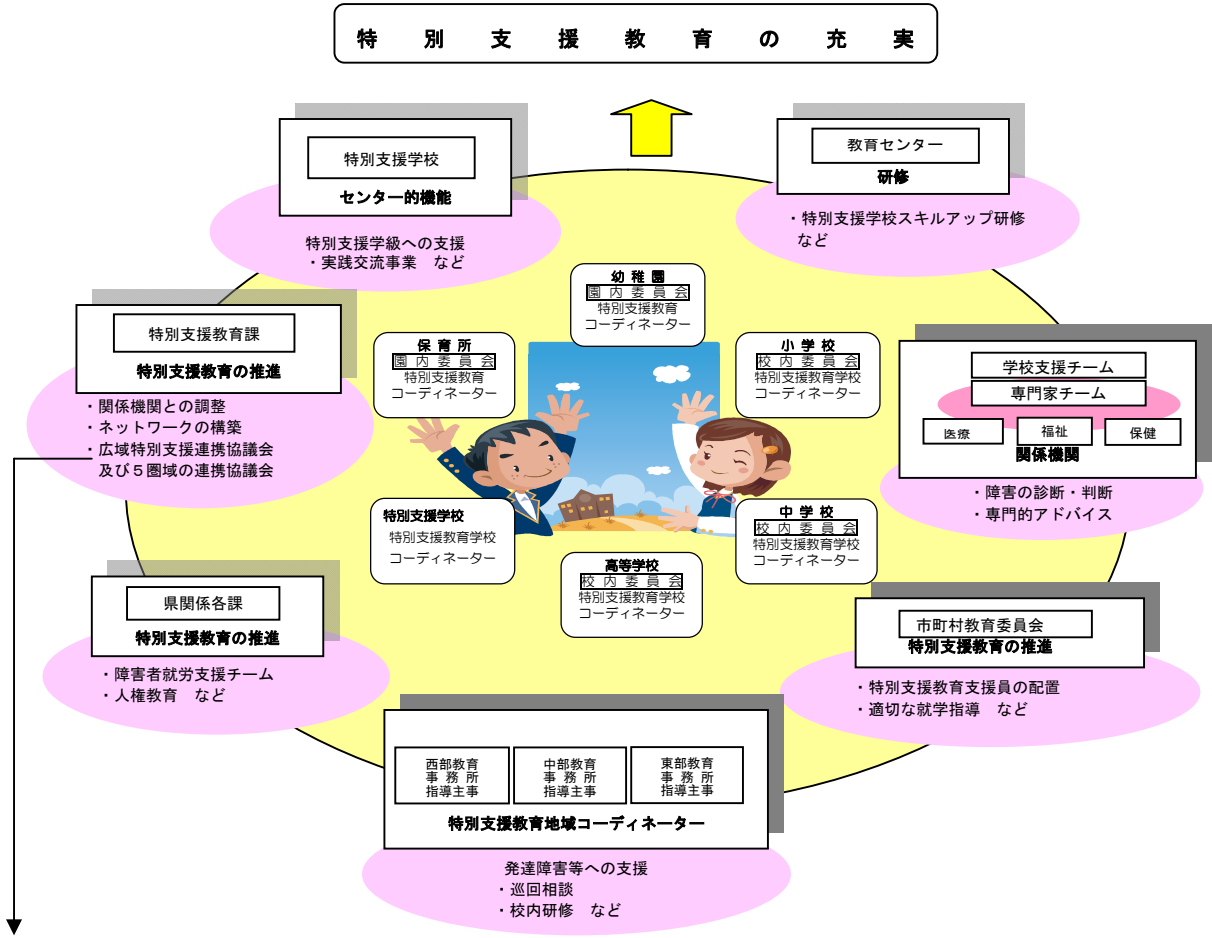 特別支援教育の充実
特別支援学校
センター的機能
特別支援学級への支援
・実践交流事業　など
教育センター
研修
・特別支援学校スキルアップ研修
など
幼稚園
園内委員会
特別支援教育
コーディネーター
保育所
園内委員会
特別支援教育
コーディネーター
小学校
校内委員会
特別支援教育学校
コーディネーター
特別支援教育課
特別支援教育の推進
・関係機関との調整
・ネットワークの構築
・広域特別支援連携協議会
及び５圏域の連携協議会
学校支援チーム
専門家チーム
医療
福祉
保健
関係機関
・障害の診断・判断
・専門的アドバイス
特別支援学校
特別支援教育学校
コーディネーター
中学校
校内委員会
特別支援教育学校
コーディネーター
高等学校
校内委員会
特別支援教育学校
コーディネーター
県関係各課
特別支援教育の推進
・障害者就労支援チーム
・人権教育　など
市町村教育委員会
特別支援教育の推進
・特別支援教育支援員の配置
・適切な就学指導　など
西部教育
事務所
指導主事
中部教育
事務所
指導主事
東部教育
事務所
指導主事
特別支援教育地域コーディネーター
発達障害等への支援
・巡回相談
・校内研修　など